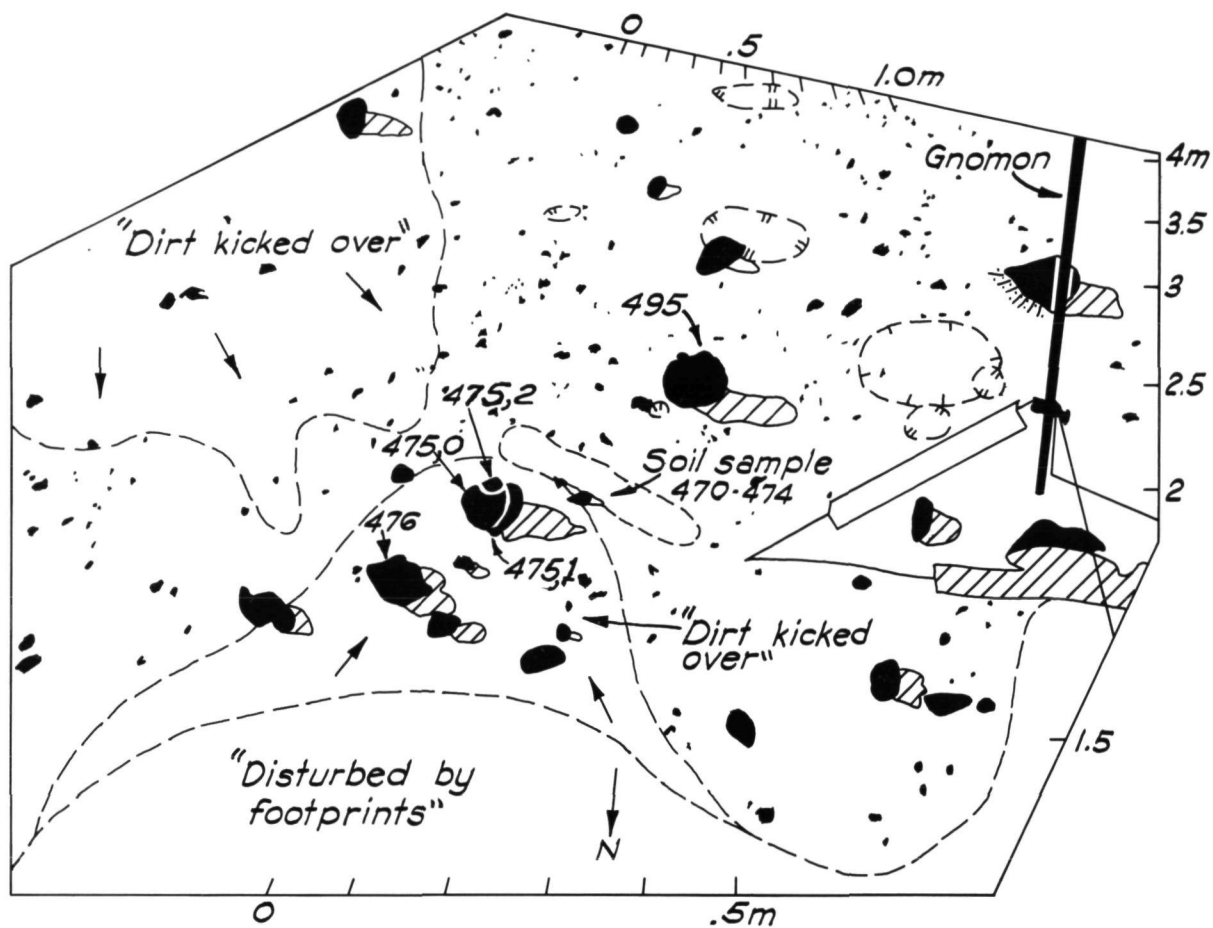 0
.5
1.0m
Gnomon
4m
3.5
"Dirt kicked over"
3
495
2.5
475,2
475,0
Soil sample
470-474
2
476
475,1
"Dirt kicked
over"
1.5
"Disturbed by
footprints"
N
0
.5m